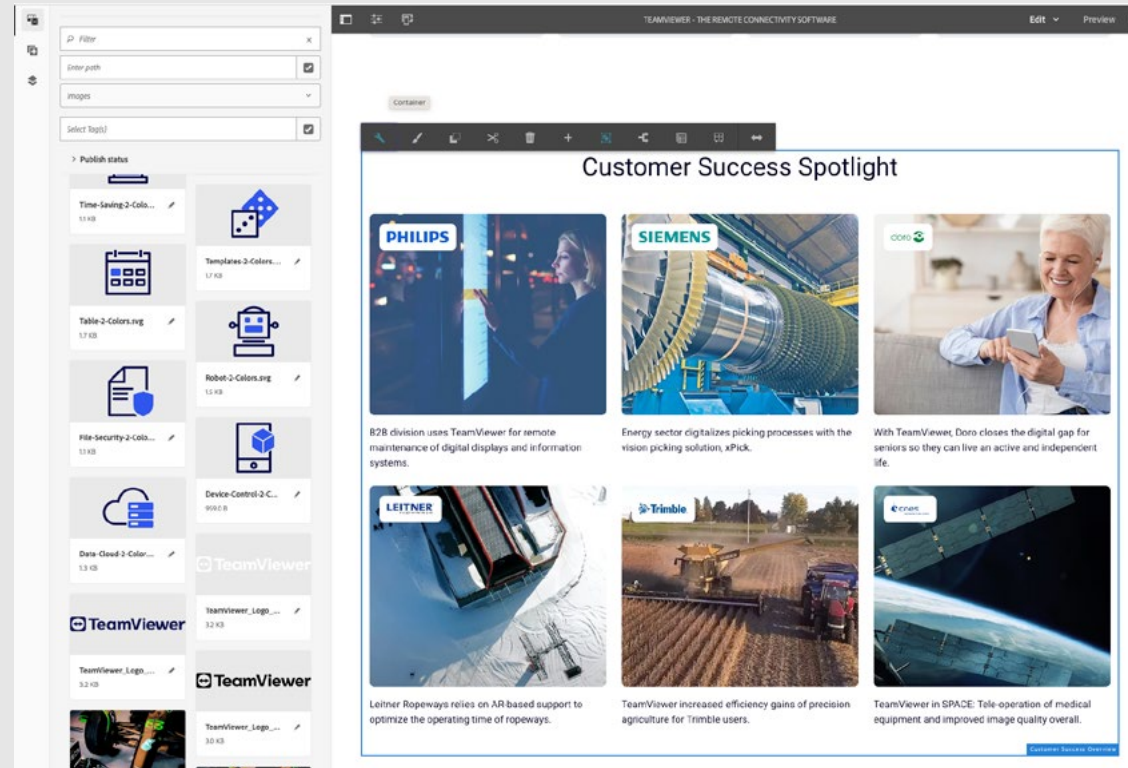 TEAMVIEWER - THE REMOTE CONNECTIVITY SOFTWARE
Edit
Preview
Filter
Enter path
Images
Select Tag(s)
Publish status
Time-Saving-2-Colo...
1.1 KB
Templates-2-Colors....
1.7 KB
Table-2-Colors.svg
1.7 KB
Robot-2-Colors.svg
1.5 KB
File-Security-2-Colo...
1.1 KB
Device-Control-2-C...
959.0 B
Data-Cloud-2-Color...
1.3 KB
TeamViewer
TeamViewer_Logo_...
3.2 KB
TeamViewer
TeamViewer_Logo_...
3.2 KB
TeamViewer
TeamViewer_Logo_...
3.0 KB
Container
Customer Success Spotlight
PHILIPS
SIEMENS
doro
B2B division uses TeamViewer for remote
maintenance of digital displays and information
systems.
Energy sector digitalizes picking processes with the
vision picking solution, xPick.
With TeamViewer, Doro closes the digital gap for
seniors so they can live an active and independent
life.
LEITNER
Trimble
cnes
Leitner Ropeways relies on AR-based support to
optimize the operating time of ropeways.
TeamViewer increased efficiency gains of precision
agriculture for Trimble users.
TeamViewer in SPACE: Tele-operation of medical
equipment and improved image quality overall.
Customer Success Overview